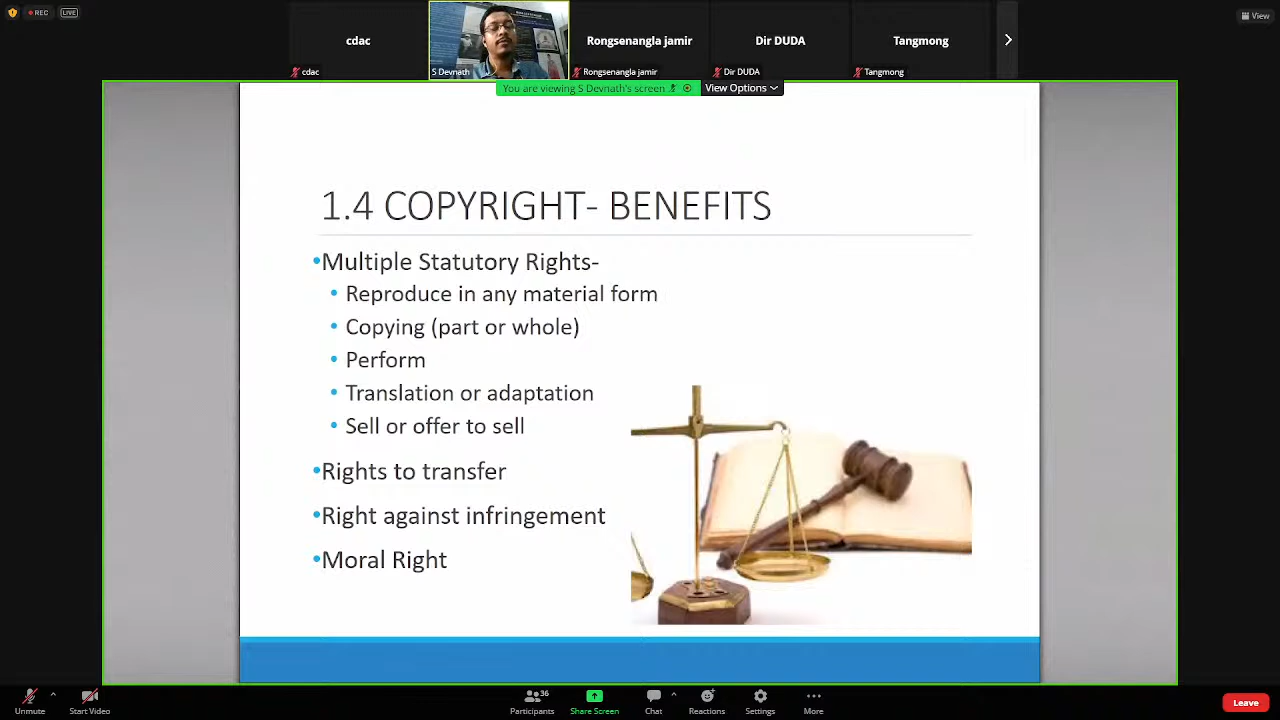 REC
LIVE
View
cdac
Rongsenangla jamir
Dir DUDA
Tangmong
cdac
S Devnath
Rongsenangla jamir
Dir DUDA
Tangmong
You are viewing S Devnath's screen
View Options
1.4 COPYRIGHT- BENEFITS
•Multiple Statutory Rights-
• Reproduce in any material form
• Copying (part or whole)
• Perform
• Translation or adaptation
• Sell or offer to sell
•Rights to transfer
•Right against infringement
•Moral Right
Unmute
Start Video
36
Participants
Share Screen
Chat
Reactions
Settings
More
Leave